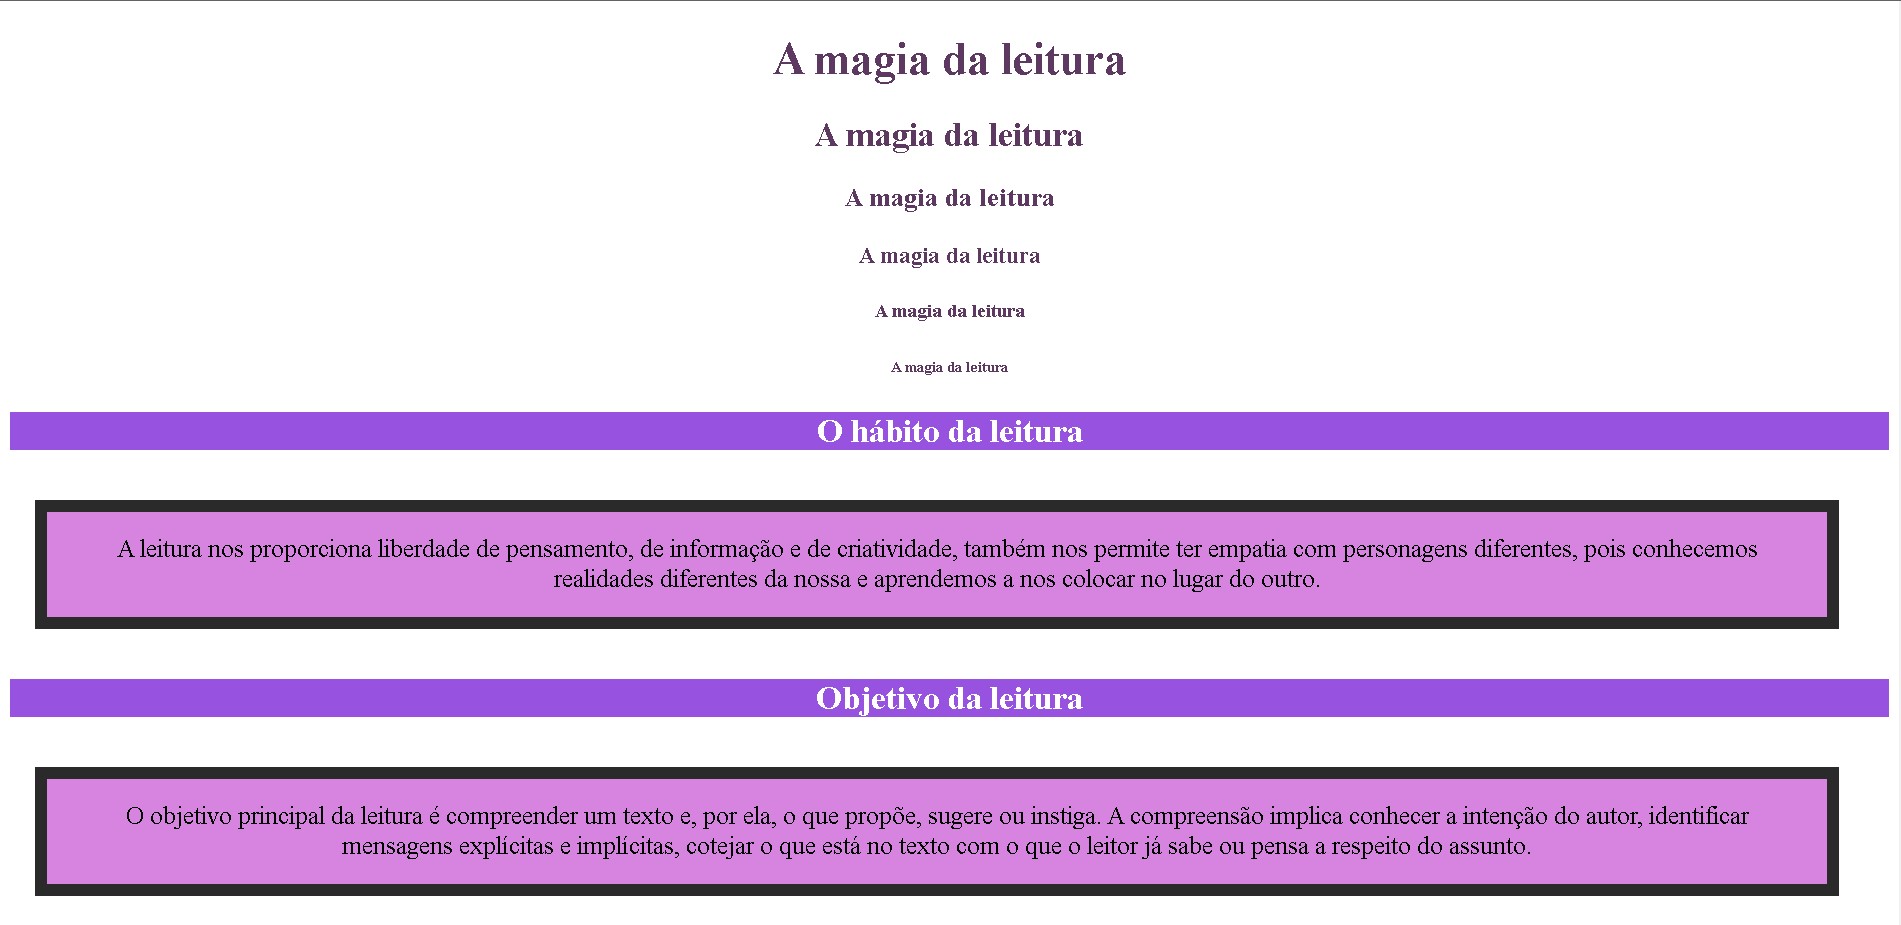 A magia da leitura
A magia da leitura
A magia da leitura
A magia da leitura
A magia da leitura
A magia da leitura
O hábito da leitura
A leitura nos proporciona liberdade de pensamento, de informação e de criatividade, também nos permite ter empatia com personagens diferentes, pois conhecemos
realidades diferentes da nossa e aprendemos a nos colocar no lugar do outro.
Objetivo da leitura
O objetivo principal da leitura é compreender um texto e, por ela, o que propõe, sugere ou instiga. A compreensão implica conhecer a intenção do autor, identificar
mensagens explícitas e implícitas, cotejar o que está no texto com o que o leitor já sabe ou pensa a respeito do assunto.